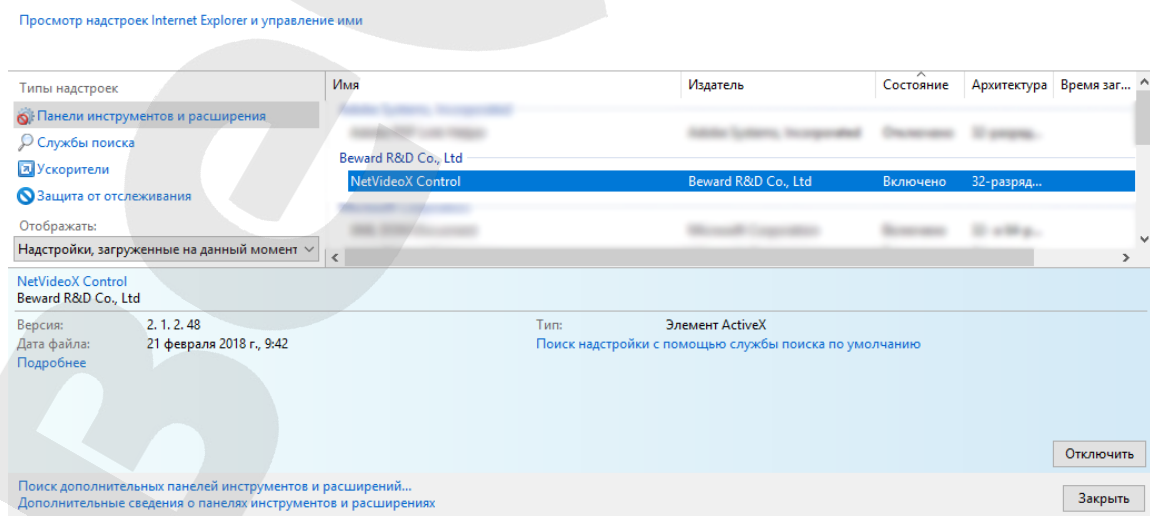 Просмотр надстроек Internet Explorer и управление ими
Типы надстроек
Панели инструментов и расширения
Службы поиска
Ускорители
Защита от отслеживания
Отображать:
Надстройки, загруженные на данный момент
Имя Издатель Состояние Архитектура Время заг...
Beward R&D Co., Ltd
NetVideoX Control Beward R&D Co., Ltd Включено 32-разряд...
NetVideoX Control
Beward R&D Co., Ltd
Версия: 2. 1. 2. 48
Дата файла: 21 февраля 2018 г., 9:42
Подробнее
Тип: Элемент ActiveX
Поиск надстройки с помощью службы поиска по умолчанию
Отключить
Поиск дополнительных панелей инструментов и расширений...
Дополнительные сведения о панелях инструментов и расширениях
Закрыть